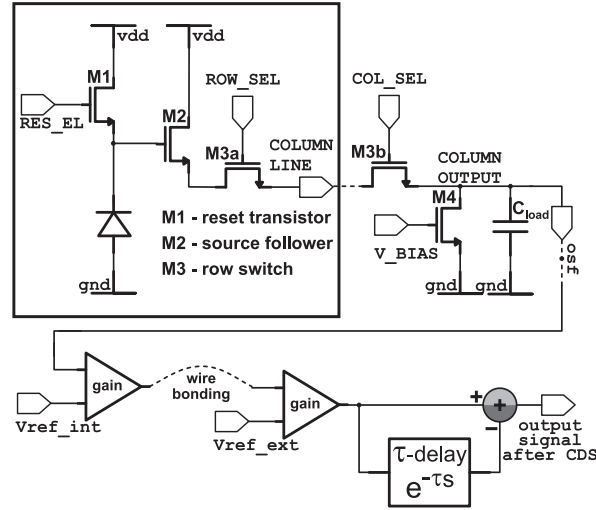 vdd
vdd
M1
RES_EL
M2
ROW_SEL
M3a
COLUMN
LINE
COL_SEL
M3b
COLUMN
OUTPUT
M4
V_BIAS
Cload
osf
gnd
gnd
gnd
M1 - reset transistor
M2 - source follower
M3 - row switch
gain
Vref_int
wire
bonding
gain
Vref_ext
+
+
−
τ-delay
e-τs
output
signal
after CDS